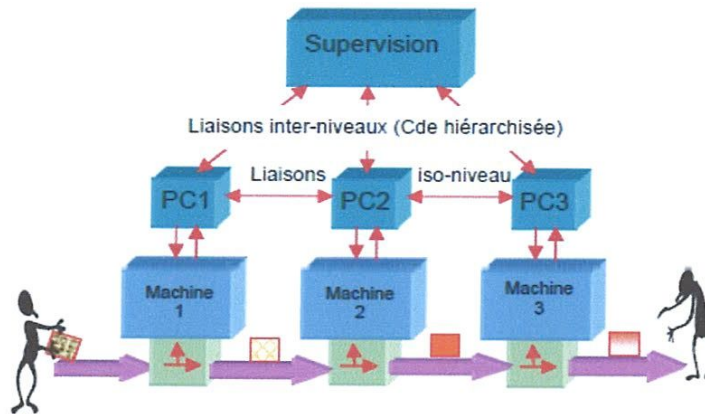 Supervision
Liaisons inter-niveaux (Cde hiérarchisée)
Liaisons iso-niveau
PC1 PC2 PC3
Machine 1
Machine 2
Machine 3